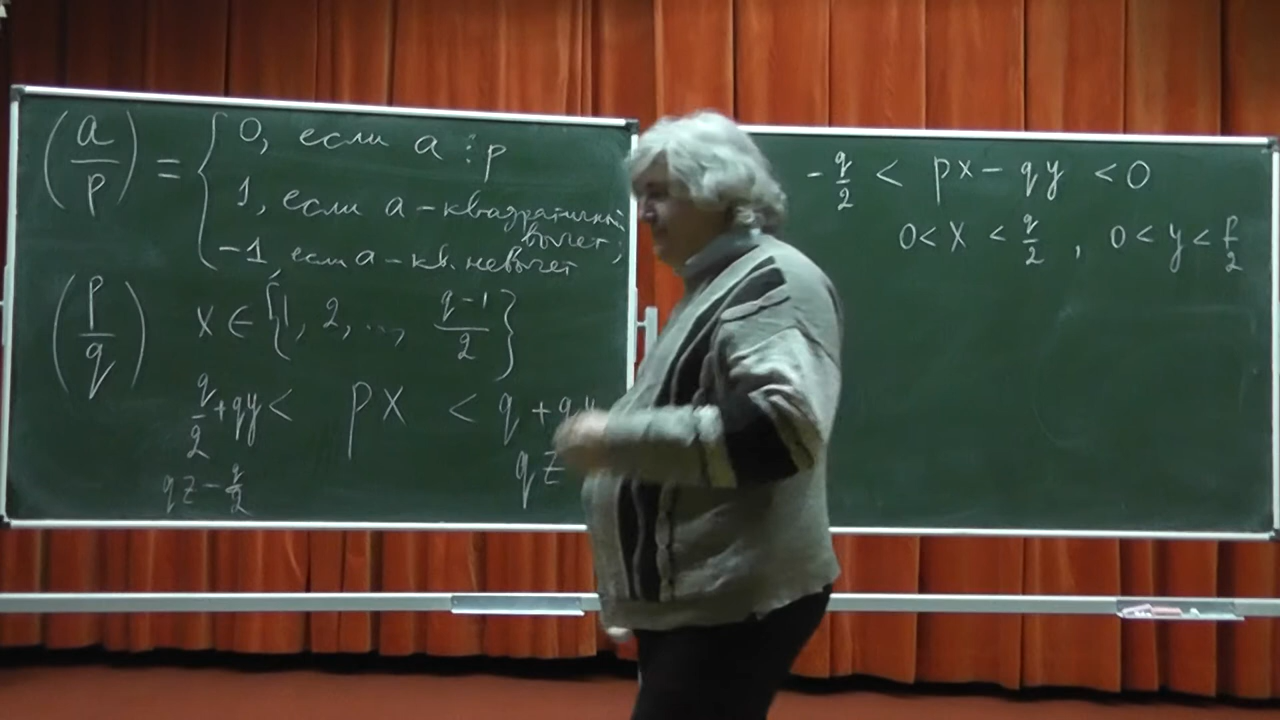 (a/p) = { 0, если a ⋮ p
1, если a – квадратичный вычет;
−1, если a – кв. невычет
(p/q) x ∈ {1, 2, ..., (q−1)/2}
q/2 + qy < px < q + qy
qz − q/2 qz
−q/2 < px − qy < 0
0 < x < q/2 , 0 < y < p/2